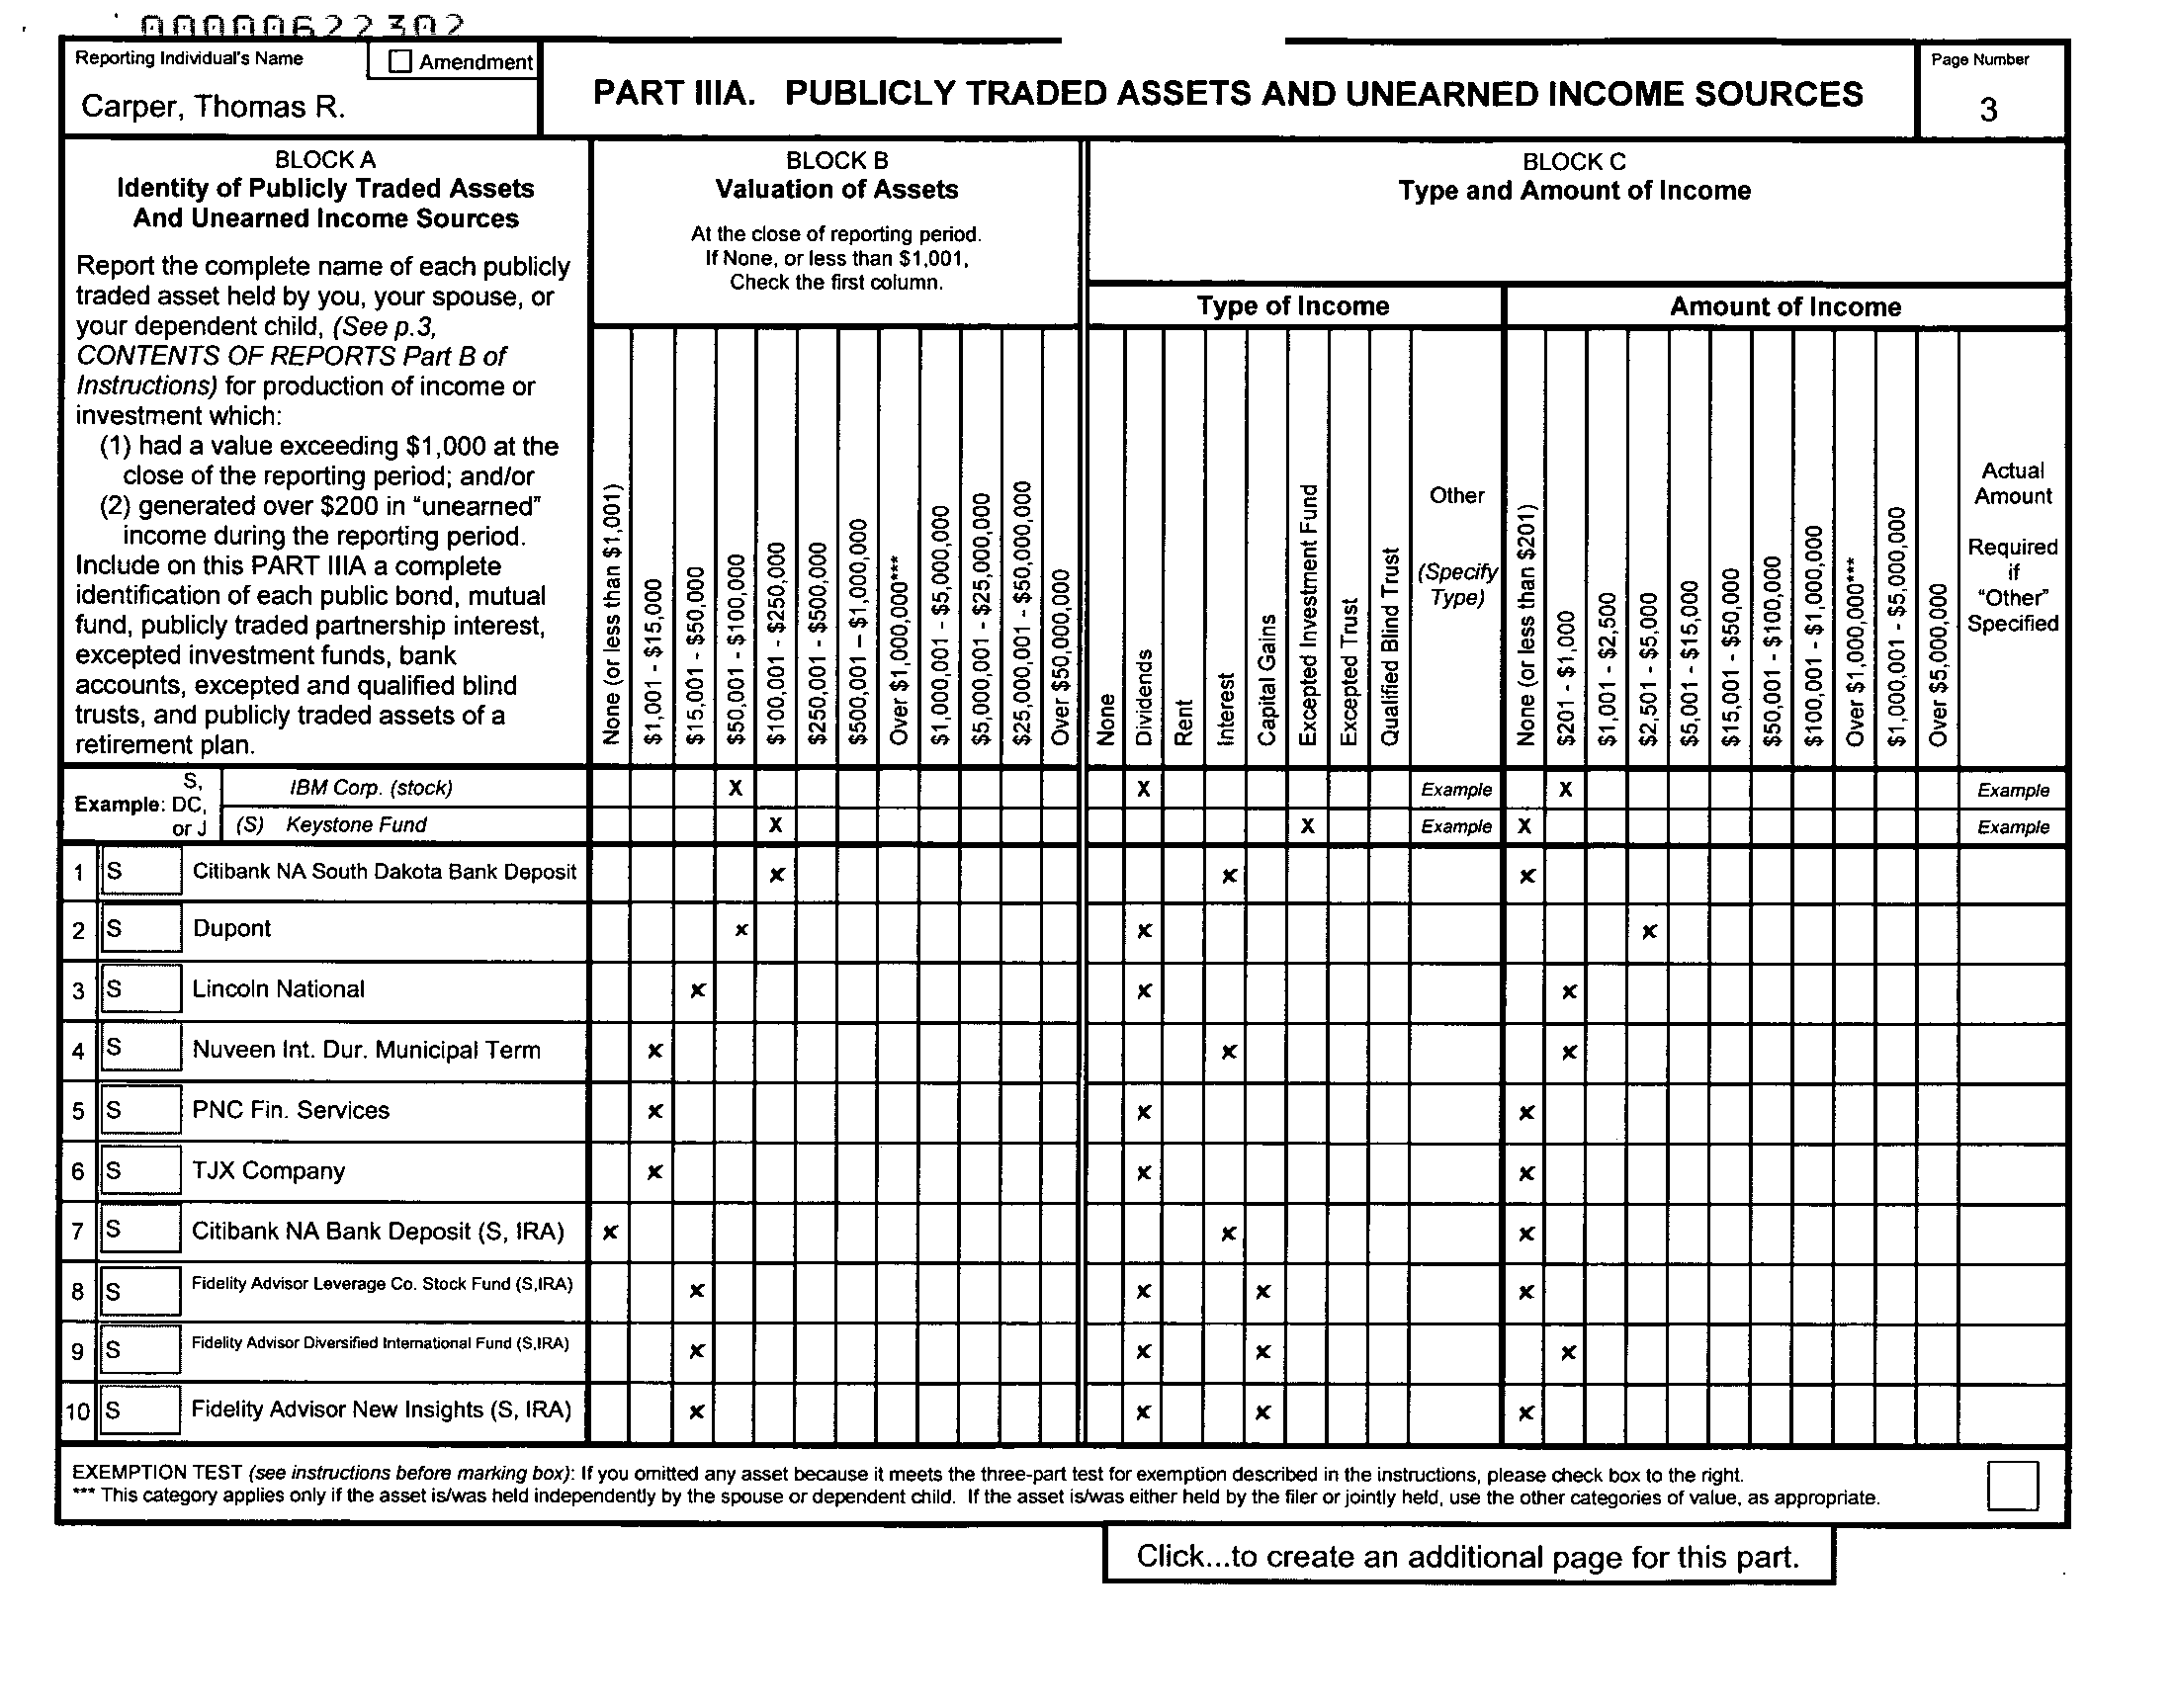 00000622302
Reporting Individual's Name
Amendment
Carper, Thomas R.
PART IIIA. PUBLICLY TRADED ASSETS AND UNEARNED INCOME SOURCES
Page Number
3
BLOCK A
Identity of Publicly Traded Assets
And Unearned Income Sources
Report the complete name of each publicly
traded asset held by you, your spouse, or
your dependent child, (See p.3,
CONTENTS OF REPORTS Part B of
Instructions) for production of income or
investment which:
(1) had a value exceeding $1,000 at the
close of the reporting period; and/or
(2) generated over $200 in "unearned"
income during the reporting period.
Include on this PART IIIA a complete
identification of each public bond, mutual
fund, publicly traded partnership interest,
excepted investment funds, bank
accounts, excepted and qualified blind
trusts, and publicly traded assets of a
retirement plan.
BLOCK B
Valuation of Assets
At the close of reporting period.
If None, or less than $1,001,
Check the first column.
None (or less than $1,001)
$1,001 - $15,000
$15,001 - $50,000
$50,001 - $100,000
$100,001 - $250,000
$250,001 - $500,000
$500,001 – $1,000,000
Over $1,000,000***
$1,000,001 - $5,000,000
$5,000,001 - $25,000,000
$25,000,001 - $50,000,000
Over $50,000,000
BLOCK C
Type and Amount of Income
Type of Income
None
Dividends
Rent
Interest
Capital Gains
Excepted Investment Fund
Excepted Trust
Qualified Blind Trust
Other
(Specify
Type)
Amount of Income
None (or less than $201)
$201 - $1,000
$1,001 - $2,500
$2,501 - $5,000
$5,001 - $15,000
$15,001 - $50,000
$50,001 - $100,000
$100,001 - $1,000,000
Over $1,000,000***
$1,000,001 - $5,000,000
Over $5,000,000
Actual
Amount
Required
if
"Other"
Specified
Example: S,
DC,
or J
IBM Corp. (stock) X X Example X Example
(S) Keystone Fund X X Example X Example
1 S Citibank NA South Dakota Bank Deposit x x x
2 S Dupont x x x
3 S Lincoln National x x x
4 S Nuveen Int. Dur. Municipal Term x x x
5 S PNC Fin. Services x x x
6 S TJX Company x x x
7 S Citibank NA Bank Deposit (S, IRA) x x x
8 S Fidelity Advisor Leverage Co. Stock Fund (S,IRA) x x x x
9 S Fidelity Advisor Diversified International Fund (S,IRA) x x x x
10 S Fidelity Advisor New Insights (S, IRA) x x x x
EXEMPTION TEST (see instructions before marking box): If you omitted any asset because it meets the three-part test for exemption described in the instructions, please check box to the right.
*** This category applies only if the asset is/was held independently by the spouse or dependent child. If the asset is/was either held by the filer or jointly held, use the other categories of value, as appropriate.
Click...to create an additional page for this part.